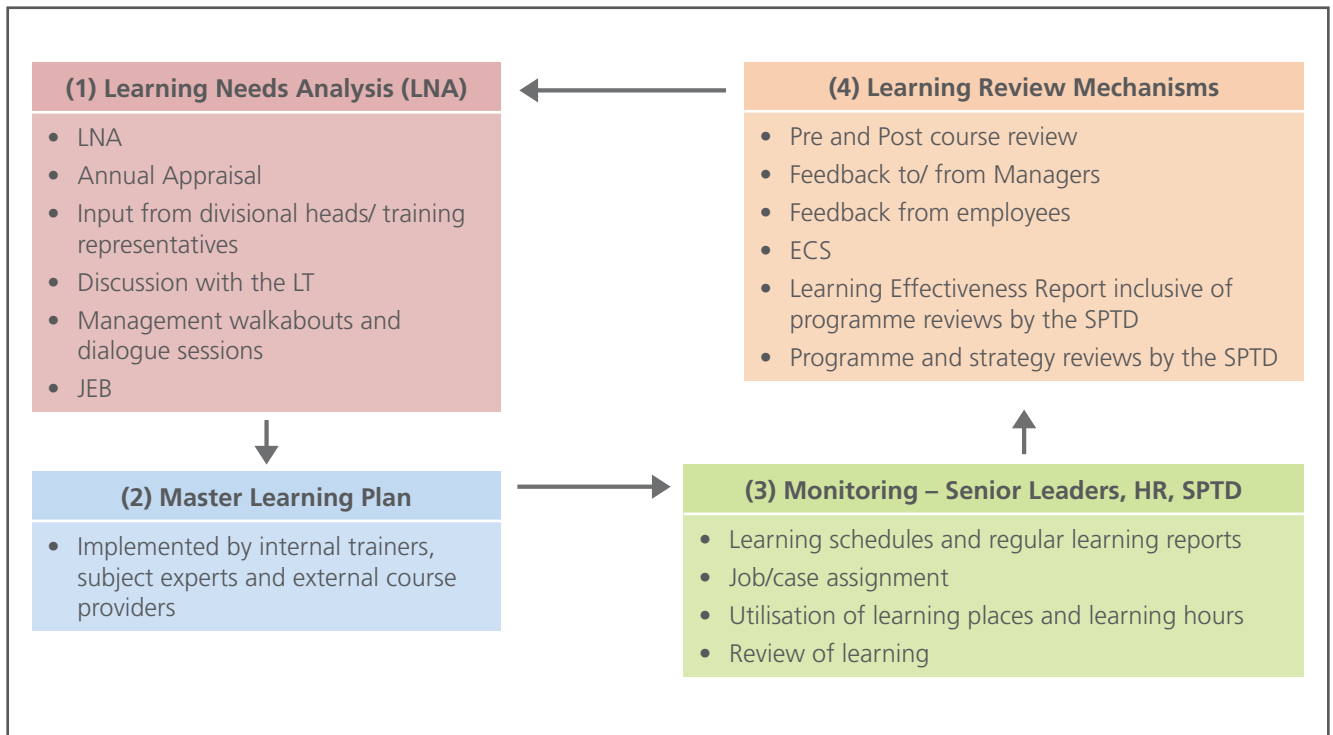 (1) Learning Needs Analysis (LNA)
• LNA
• Annual Appraisal
• Input from divisional heads/ training
representatives
• Discussion with the LT
• Management walkabouts and
dialogue sessions
• JEB
(2) Master Learning Plan
• Implemented by internal trainers,
subject experts and external course
providers
(3) Monitoring – Senior Leaders, HR, SPTD
• Learning schedules and regular learning reports
• Job/case assignment
• Utilisation of learning places and learning hours
• Review of learning
(4) Learning Review Mechanisms
• Pre and Post course review
• Feedback to/ from Managers
• Feedback from employees
• ECS
• Learning Effectiveness Report inclusive of
programme reviews by the SPTD
• Programme and strategy reviews by the SPTD